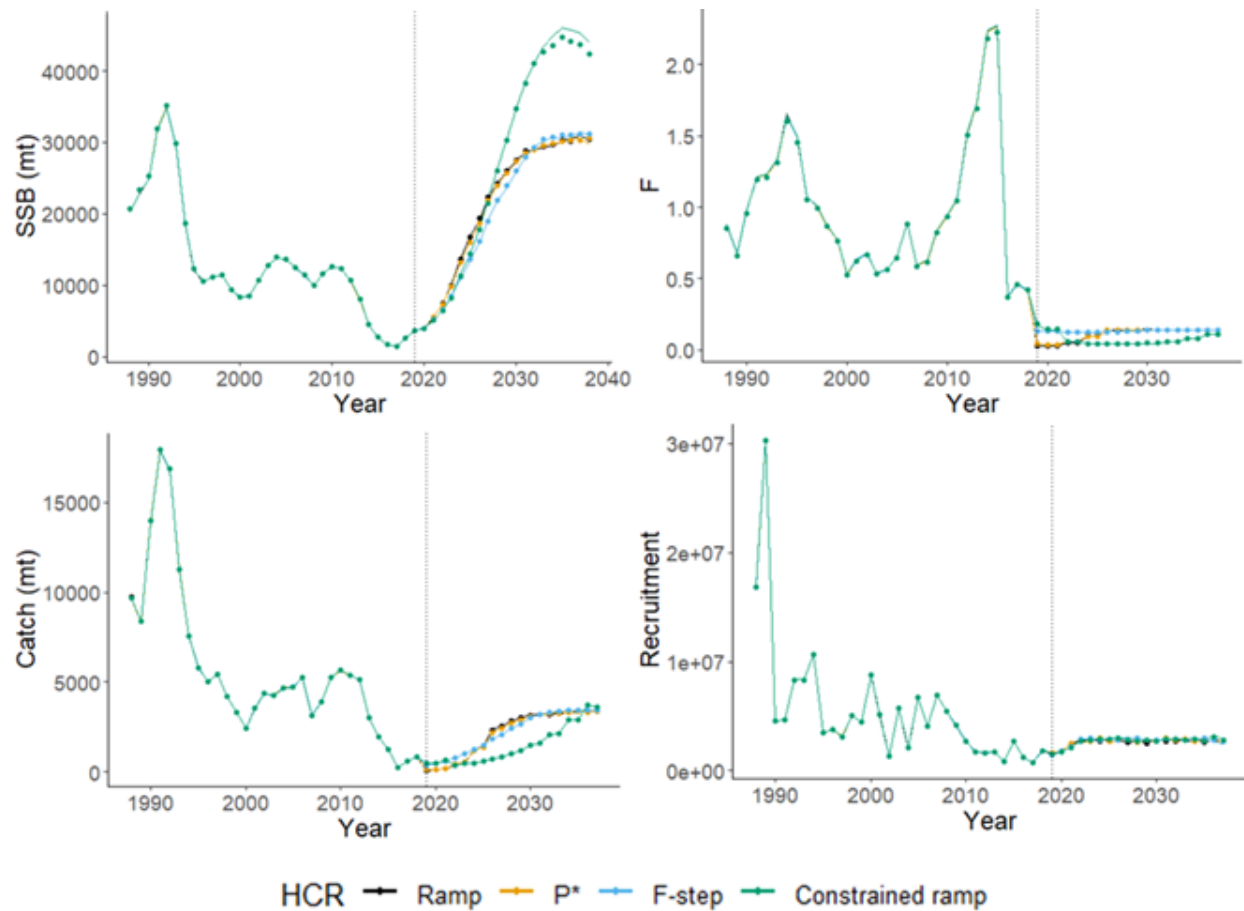 SSB (mt)
40000
30000
20000
10000
0
1990 2000 2010 2020 2030 2040
Year
F
2.0
1.5
1.0
0.5
0.0
1990 2000 2010 2020 2030
Year
Catch (mt)
15000
10000
5000
0
1990 2000 2010 2020 2030
Year
Recruitment
3e+07
2e+07
1e+07
0e+00
1990 2000 2010 2020 2030
Year
HCR Ramp P* F-step Constrained ramp